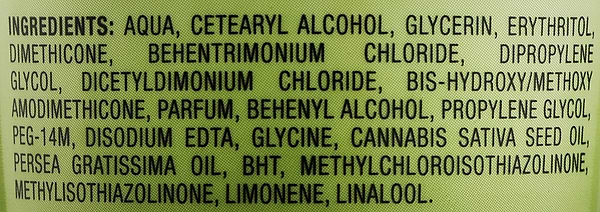 INGREDIENTS: AQUA, CETEARYL ALCOHOL, GLYCERIN, ERYTHRITOL,
DIMETHICONE, BEHENTRIMONIUM CHLORIDE, DIPROPYLENE
GLYCOL, DICETYLDIMONIUM CHLORIDE, BIS-HYDROXY/METHOXY
AMODIMETHICONE, PARFUM, BEHENYL ALCOHOL, PROPYLENE GLYCOL,
PEG-14M, DISODIUM EDTA, GLYCINE, CANNABIS SATIVA SEED OIL,
PERSEA GRATISSIMA OIL, BHT, METHYLCHLOROISOTHIAZOLINONE,
METHYLISOTHIAZOLINONE, LIMONENE, LINALOOL.